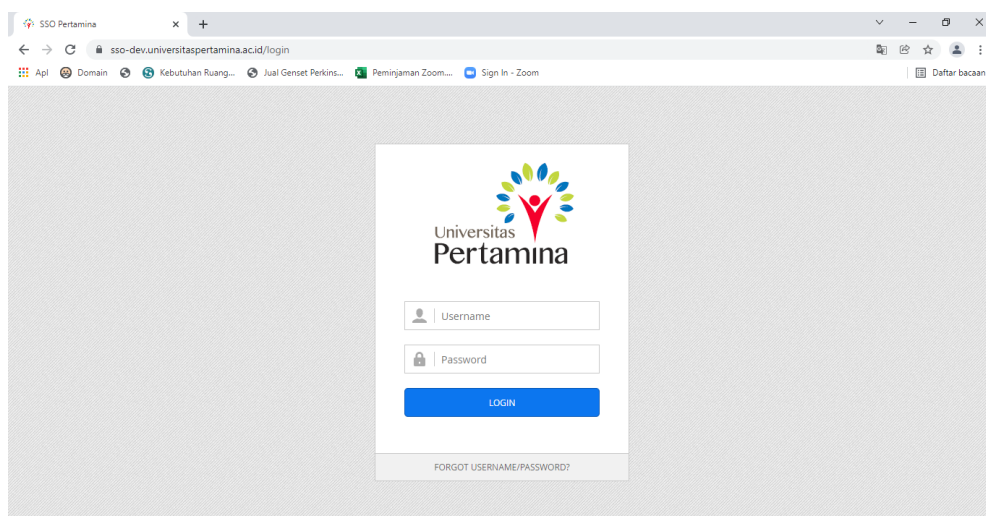 SSO Pertamina
sso-dev.universitaspertamina.ac.id/login
Apl Domain Kebutuhan Ruang... Jual Genset Perkins... Peminjaman Zoom.... Sign In - Zoom Daftar bacaan
Universitas
Pertamina
Username
Password
LOGIN
FORGOT USERNAME/PASSWORD?